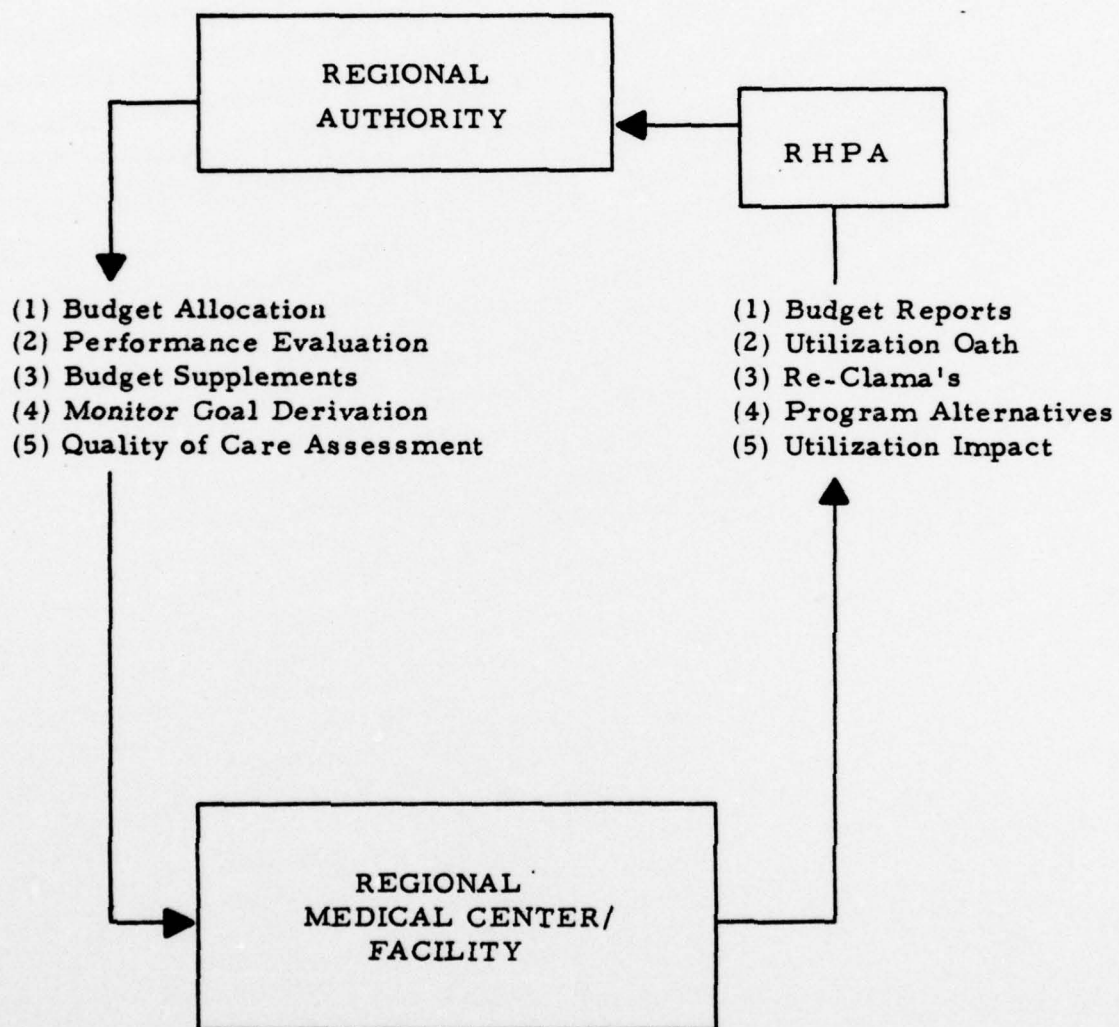 REGIONAL
AUTHORITY
RHPA
(1) Budget Allocation
(2) Performance Evaluation
(3) Budget Supplements
(4) Monitor Goal Derivation
(5) Quality of Care Assessment
(1) Budget Reports
(2) Utilization Oath
(3) Re-Clama's
(4) Program Alternatives
(5) Utilization Impact
REGIONAL
MEDICAL CENTER/
FACILITY